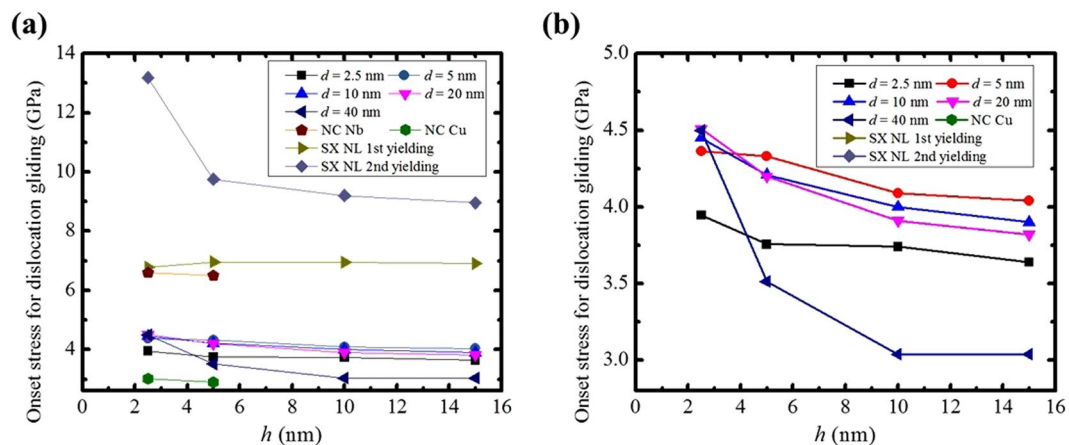 (a)
Onset stress for dislocation gliding (GPa)
14
12
10
8
6
4
0 2 4 6 8 10 12 14 16
h (nm)
d = 2.5 nm d = 5 nm
d = 10 nm d = 20 nm
d = 40 nm
NC Nb NC Cu
SX NL 1st yielding
SX NL 2nd yielding
(b)
Onset stress for dislocation gliding (GPa)
5.0
4.5
4.0
3.5
3.0
0 2 4 6 8 10 12 14 16
h (nm)
d = 2.5 nm d = 5 nm
d = 10 nm d = 20 nm
d = 40 nm NC Cu
SX NL 1st yielding
SX NL 2nd yielding